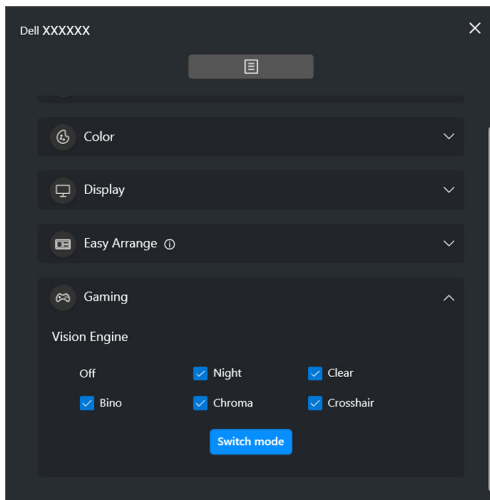 Dell XXXXXX
Color
Display
Easy Arrange
Gaming
Vision Engine
Off Night Clear
Bino Chroma Crosshair
Switch mode